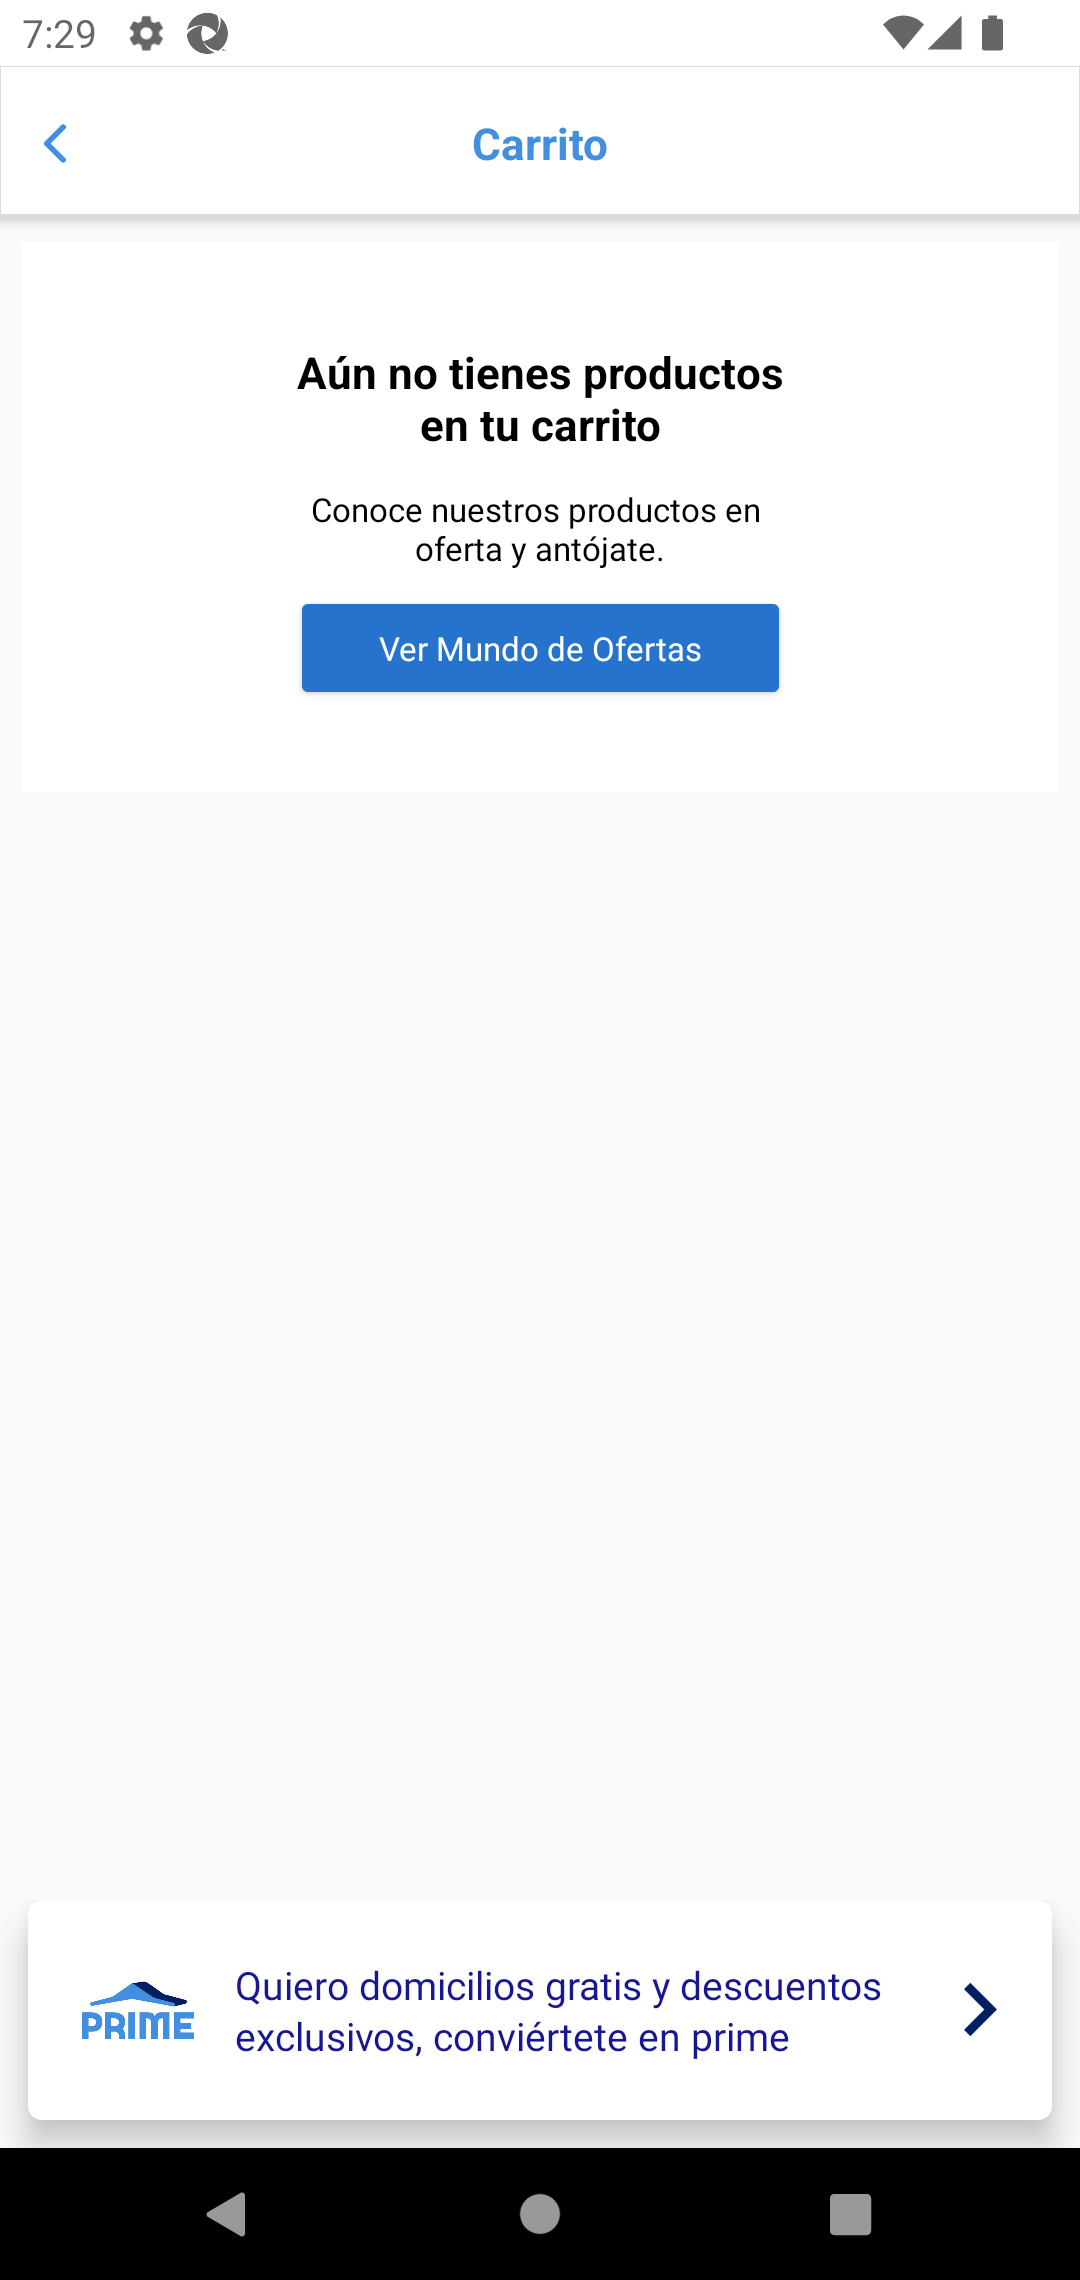 7:29
Carrito
Aún no tienes productos
en tu carrito
Conoce nuestros productos en
oferta y antójate.
Ver Mundo de Ofertas
PRIME
Quiero domicilios gratis y descuentos
exclusivos, conviértete en prime